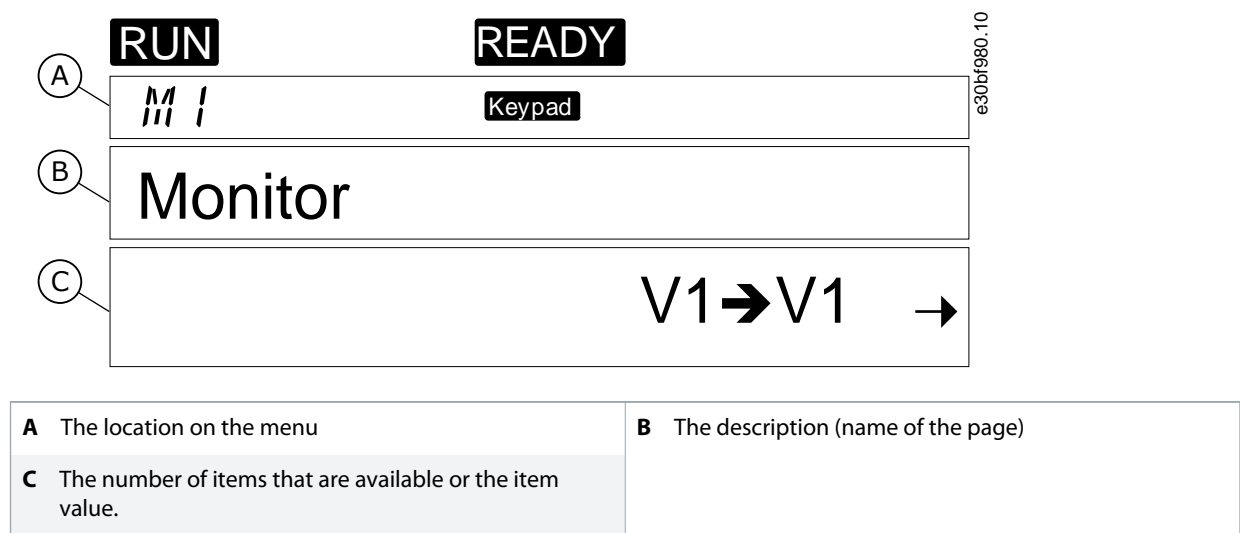 RUN READY
A M1 Keypad
B Monitor
C V1➔V1 →
e30bf980.10
A The location on the menu
B The description (name of the page)
C The number of items that are available or the item
value.